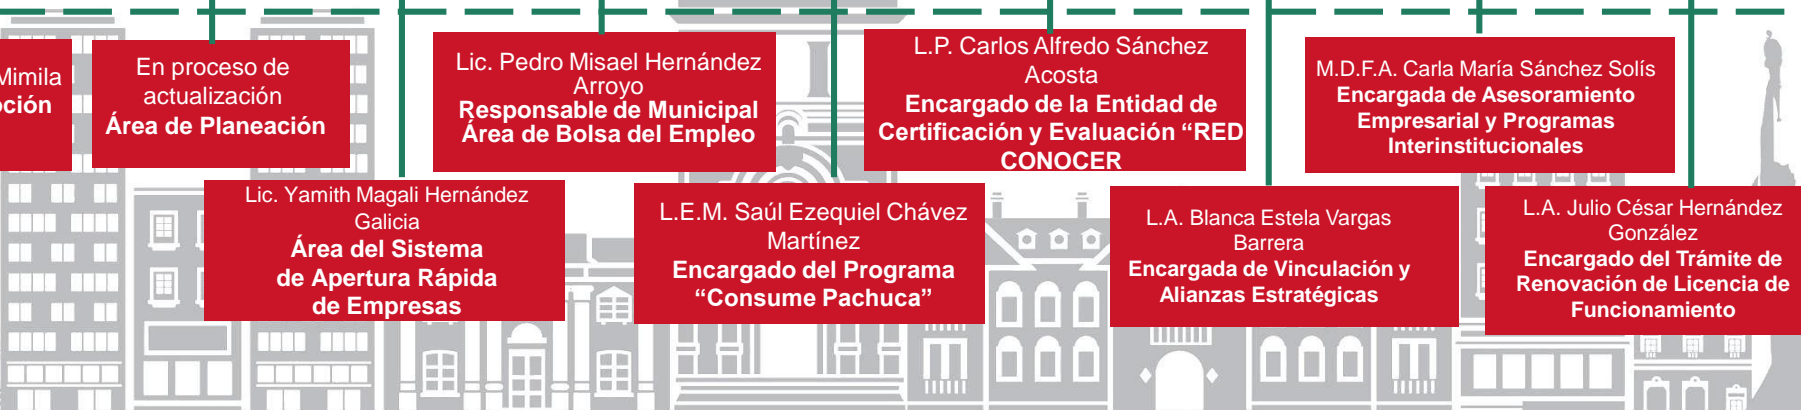 Mimila
En proceso de
actualización
Área de Planeación
Lic. Yamith Magali Hernández
Galicia
Área del Sistema
de Apertura Rápida
de Empresas
Lic. Pedro Misael Hernández
Arroyo
Responsable de Municipal
Área de Bolsa del Empleo
L.E.M. Saúl Ezequiel Chávez
Martínez
Encargado del Programa
“Consume Pachuca”
L.P. Carlos Alfredo Sánchez
Acosta
Encargado de la Entidad de
Certificación y Evaluación “RED
CONOCER
L.A. Blanca Estela Vargas
Barrera
Encargada de Vinculación y
Alianzas Estratégicas
M.D.F.A. Carla María Sánchez Solís
Encargada de Asesoramiento
Empresarial y Programas
Interinstitucionales
L.A. Julio César Hernández
González
Encargado del Trámite de
Renovación de Licencia de
Funcionamiento